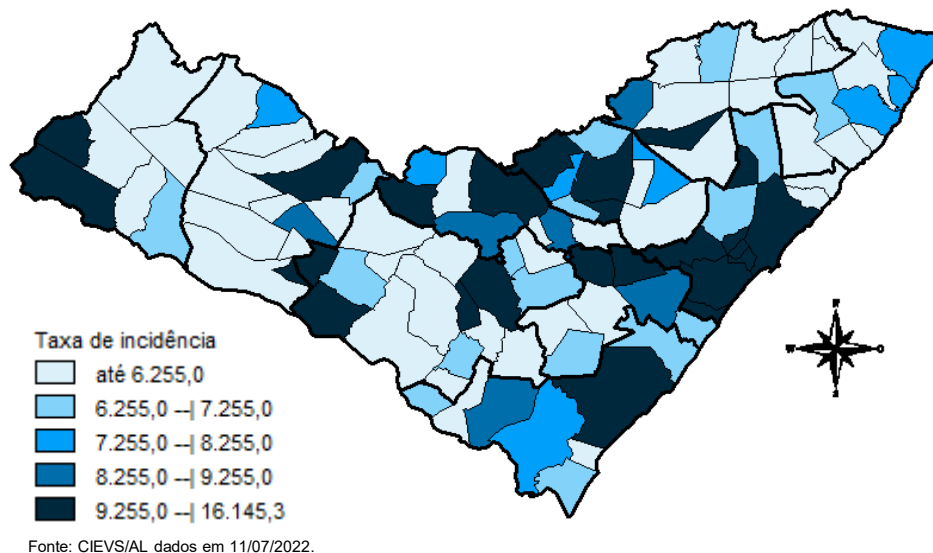 N
W
O
S
Taxa de incidência
até 6.255,0
6.255,0 --| 7.255,0
7.255,0 --| 8.255,0
8.255,0 --| 9.255,0
9.255,0 --| 16.145,3
Fonte: CIEVS/AL dados em 11/07/2022.